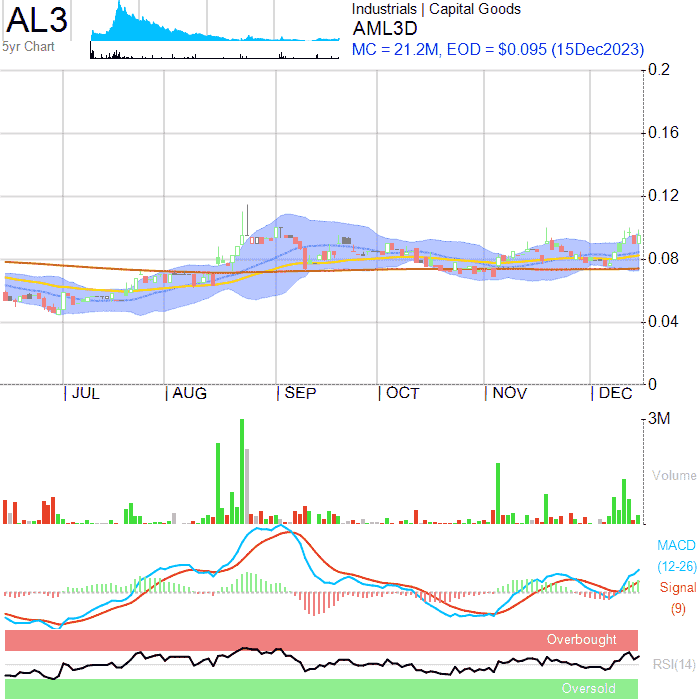 AL3
5yr Chart
Industrials | Capital Goods
AML3D
MC = 21.2M, EOD = $0.095 (15Dec2023)
0.2
0.16
0.12
0.08
0.04
0
| JUL
| AUG
| SEP
| OCT
| NOV
| DEC
3M
Volume
MACD
(12-26)
Signal
(9)
Overbought
RSI(14)
Oversold